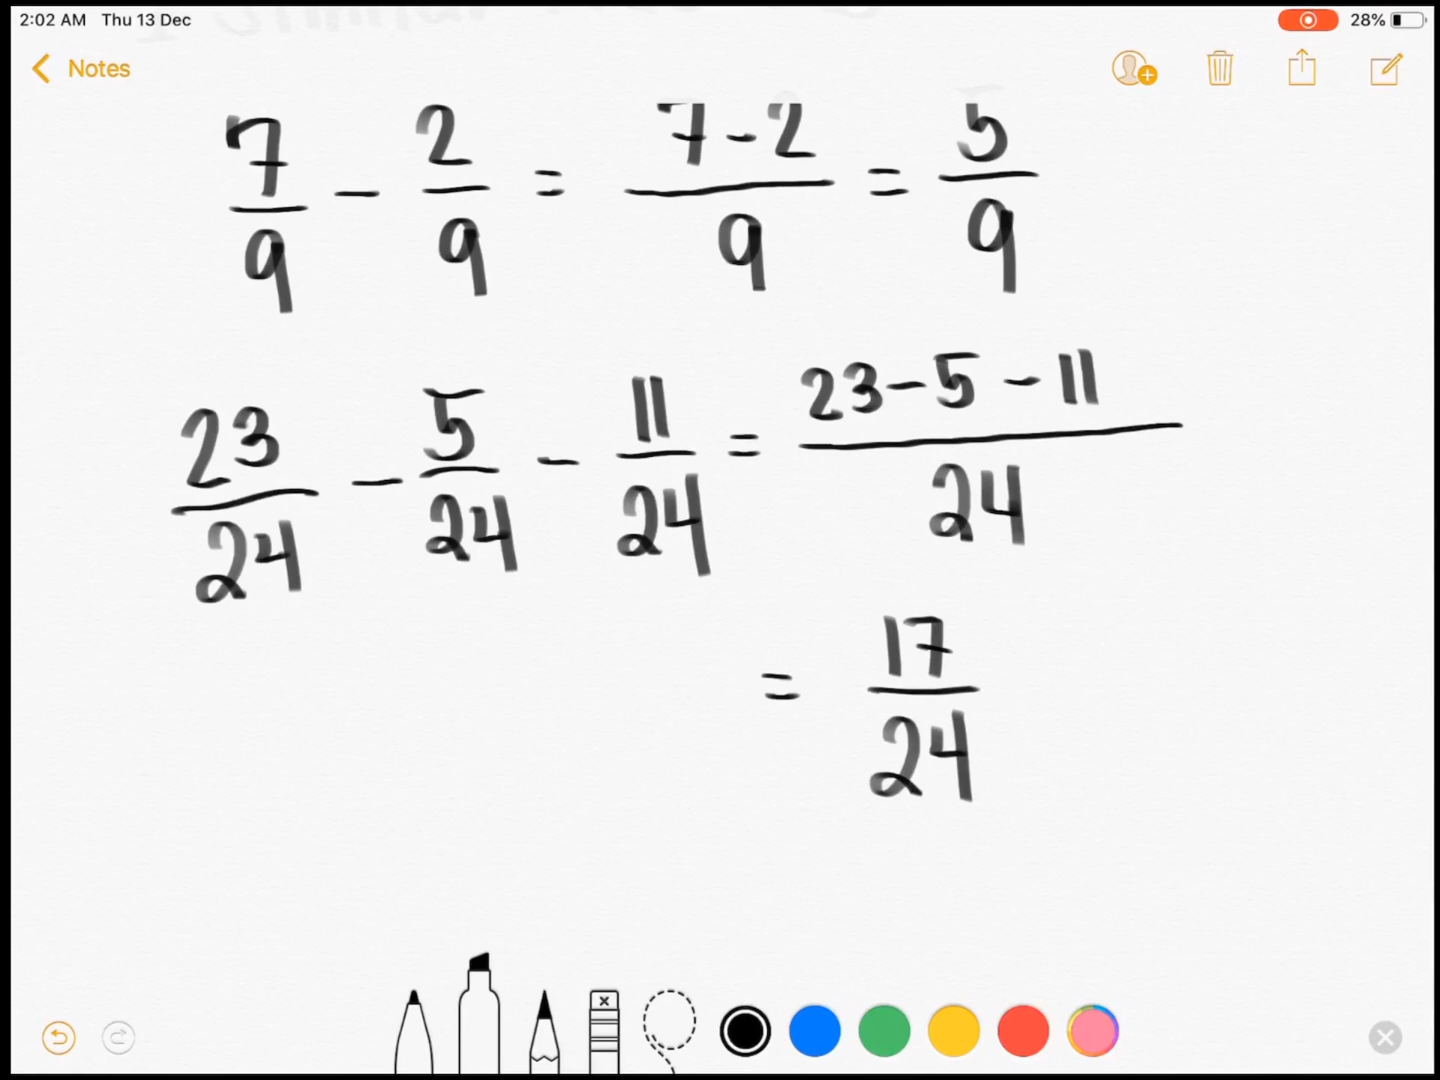 2:02 AM Thu 13 Dec 28%
Notes
7/9 - 2/9 = 7-2/9 = 5/9
23/24 - 5/24 - 11/24 = 23-5-11/24
= 17/24